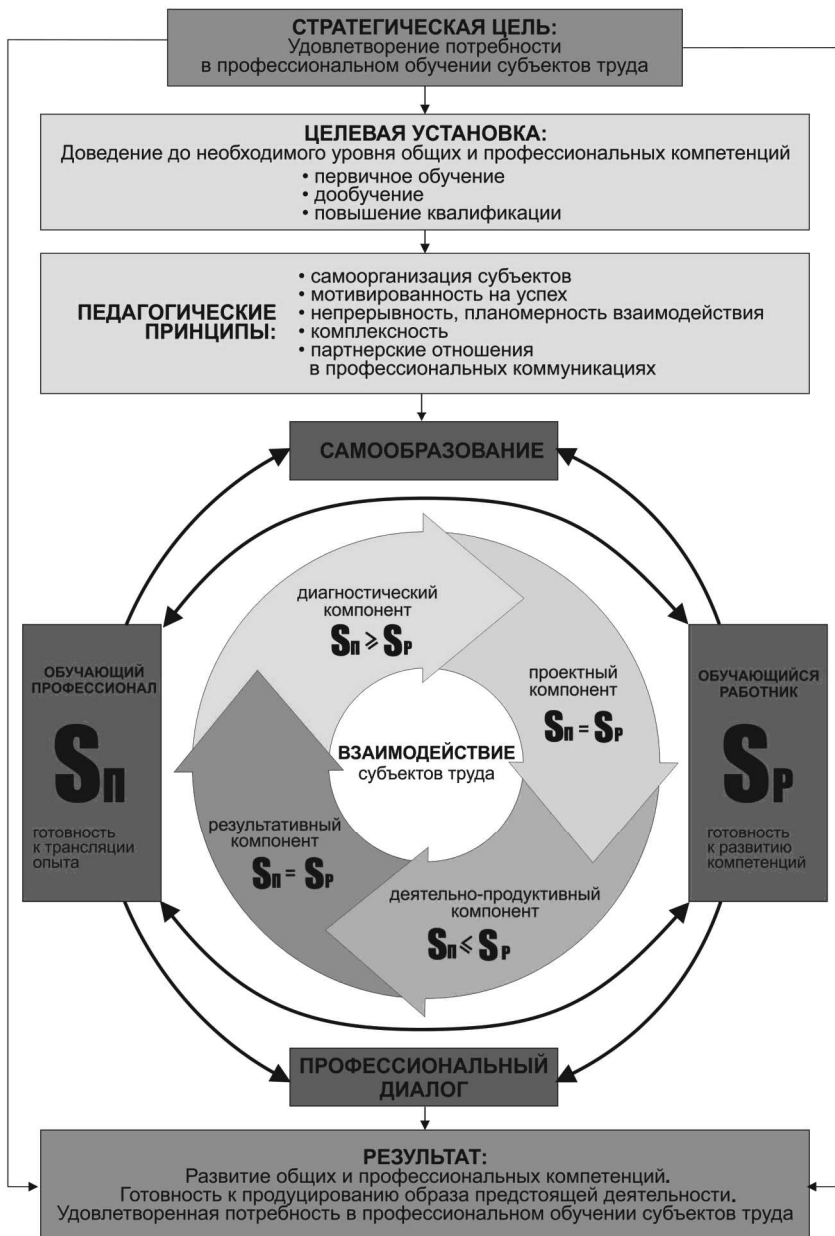 СТРАТЕГИЧЕСКАЯ ЦЕЛЬ:
Удовлетворение потребности
в профессиональном обучении субъектов труда
ЦЕЛЕВАЯ УСТАНОВКА:
Доведение до необходимого уровня общих и профессиональных компетенций
• первичное обучение
• дообучение
• повышение квалификации
ПЕДАГОГИЧЕСКИЕ
ПРИНЦИПЫ:
• самоорганизация субъектов
• мотивированность на успех
• непрерывность, планомерность взаимодействия
• комплексность
• партнерские отношения
в профессиональных коммуникациях
САМООБРАЗОВАНИЕ
ОБУЧАЮЩИЙ
ПРОФЕССИОНАЛ
Sп
готовность
к трансляции
опыта
диагностический
компонент
Sп ⩾ Sр
проектный
компонент
Sп = Sр
ВЗАИМОДЕЙСТВИЕ
субъектов труда
результативный
компонент
Sп = Sр
деятельно-продуктивный
компонент
Sп ⩽ Sр
ОБУЧАЮЩИЙСЯ
РАБОТНИК
Sр
готовность
к развитию
компетенций
ПРОФЕССИОНАЛЬНЫЙ
ДИАЛОГ
РЕЗУЛЬТАТ:
Развитие общих и профессиональных компетенций.
Готовность к продуцированию образа предстоящей деятельности.
Удовлетворенная потребность в профессиональном обучении субъектов труда